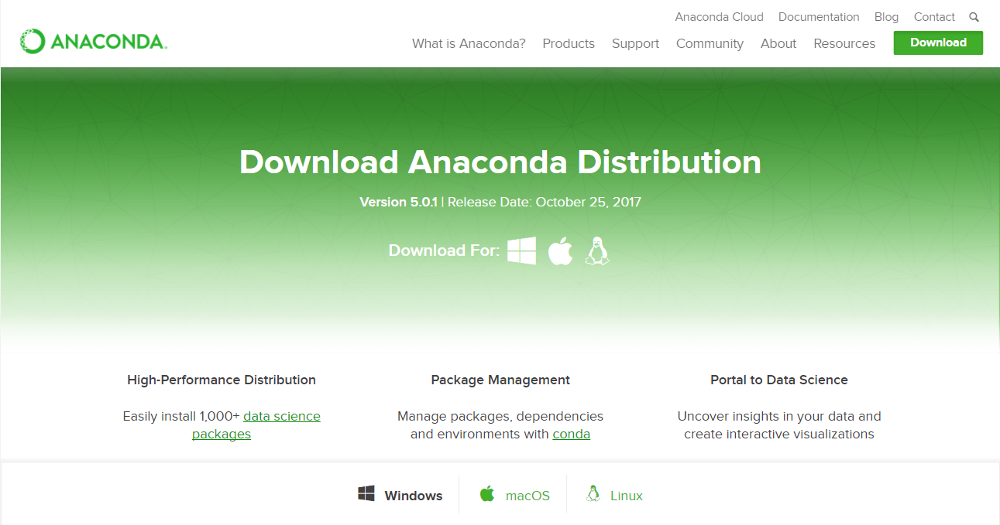 Anaconda Cloud Documentation Blog Contact
ANACONDA.
What is Anaconda? Products Support Community About Resources Download
Download Anaconda Distribution
Version 5.0.1 | Release Date: October 25, 2017
Download For:
High-Performance Distribution
Easily install 1,000+ data science
packages
Package Management
Manage packages, dependencies
and environments with conda
Portal to Data Science
Uncover insights in your data and
create interactive visualizations
Windows macOS Linux